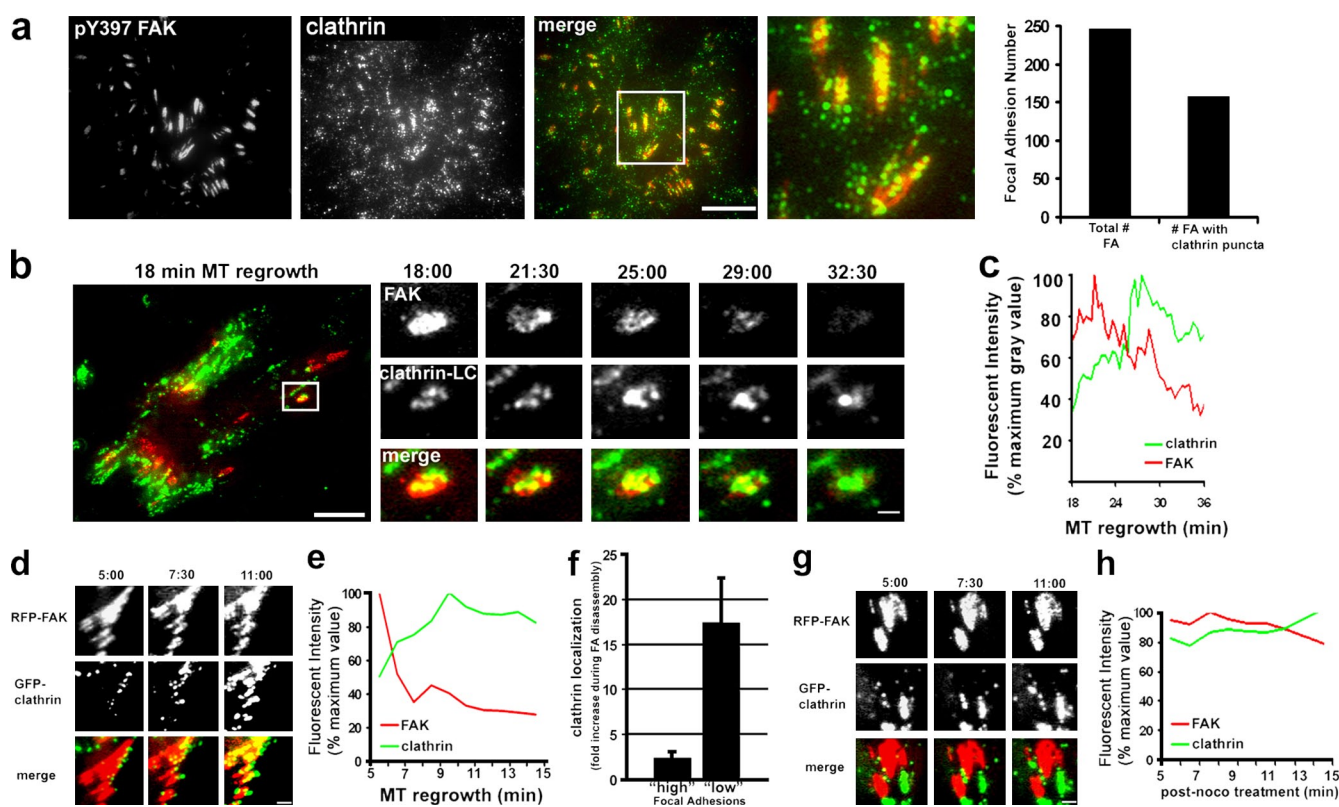 a
pY397 FAK
clathrin
merge
Focal Adhesion Number
250
200
150
100
50
0
Total #
FA
# FA with
clathrin puncta
b
18 min MT regrowth
18:00
21:30
25:00
29:00
32:30
FAK
clathrin-LC
merge
c
Fluorescent Intensity
(% maximum gray value)
100
80
60
40
20
clathrin
FAK
18
24
30
36
MT regrowth (min)
d
5:00
7:30
11:00
RFP-FAK
GFP-
clathrin
merge
e
Fluorescent Intensity
(% maximum value)
100
80
60
40
20
0
FAK
clathrin
5
7
9
11
13
15
MT regrowth (min)
f
clathrin localization
(fold increase during FA disassembly)
25
20
15
10
5
0
"high"
"low"
Focal Adhesions
g
5:00
7:30
11:00
RFP-FAK
GFP-
clathrin
merge
h
Fluorescent Intensity
(% maximum value)
100
80
60
40
20
0
FAK
clathrin
5
7
9
11
13
15
post-noco treatment (min)